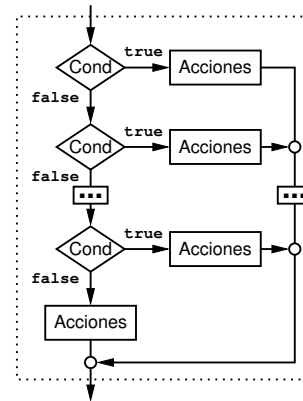 true
Cond Acciones
false
true
Cond Acciones
false
true
Cond Acciones
false
Acciones